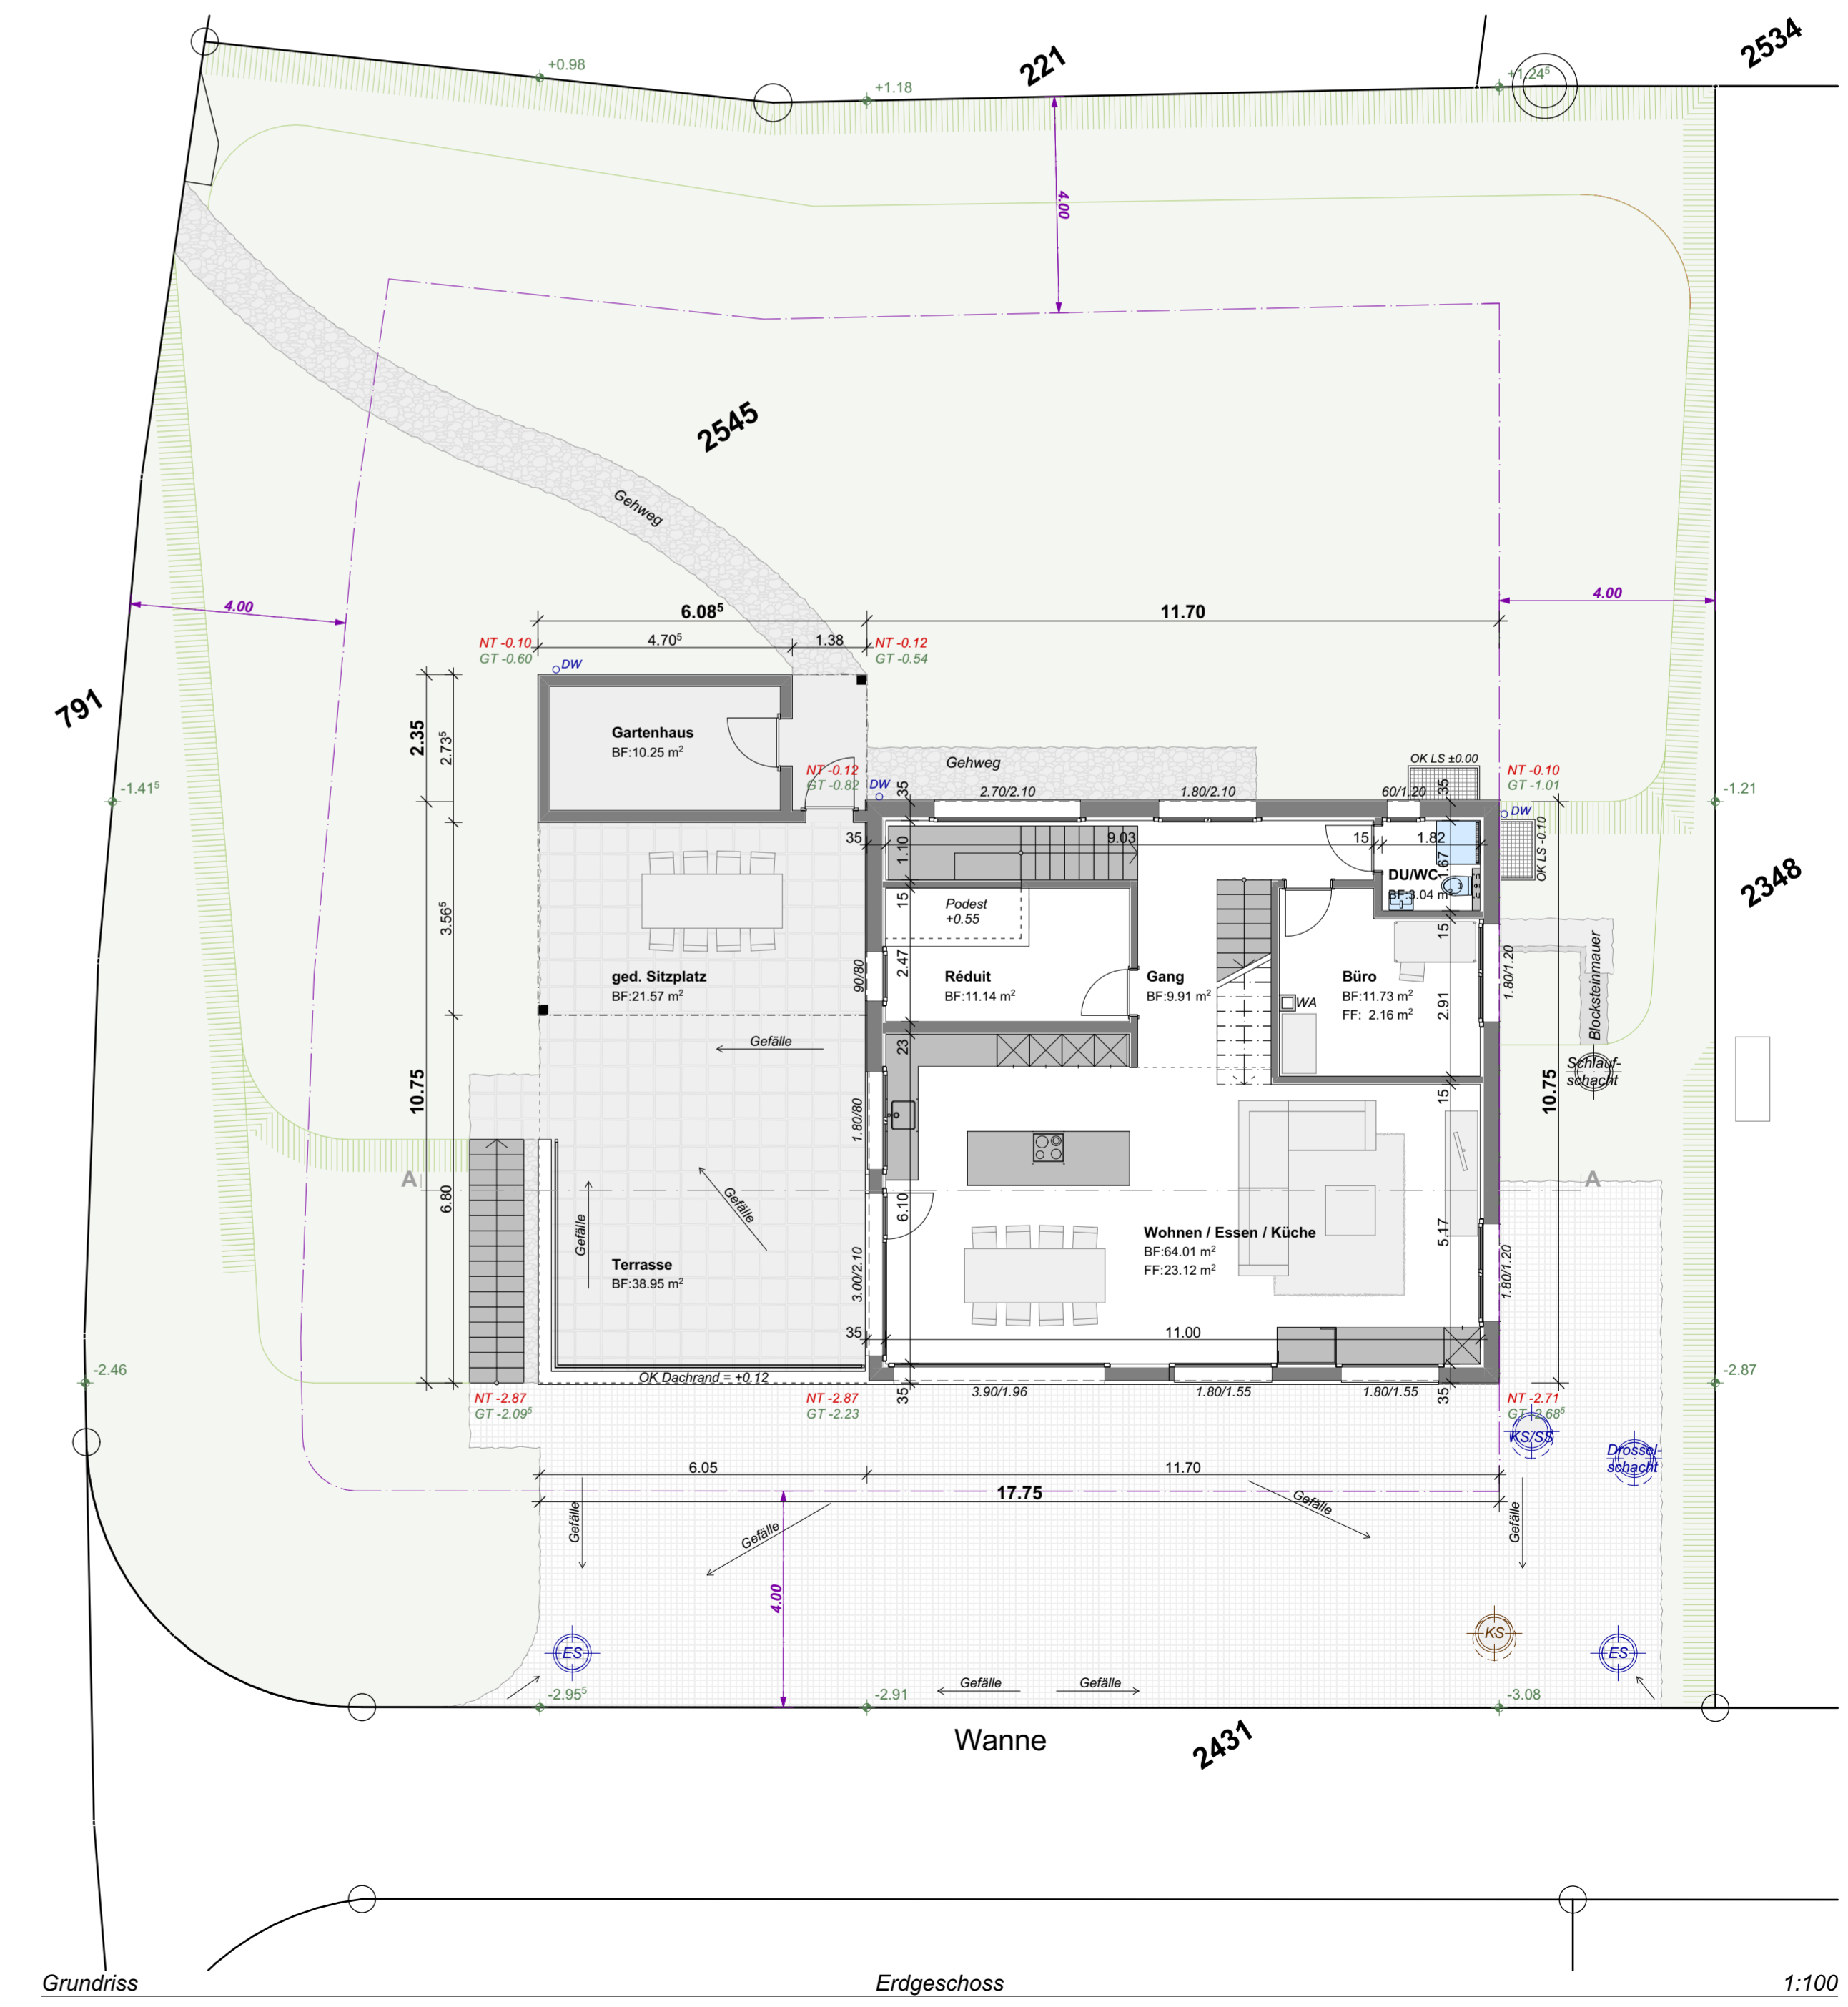 2534
221
+0.98
+1.18
+1.24⁵
4.00
2545
Gehweg
4.00
4.00
6.08⁵
11.70
4.70⁵
1.38
NT -0.10
GT -0.60
NT -0.12
GT -0.54
DW
791
2.35
2.73⁵
Gartenhaus
BF:10.25 m²
Gehweg
OK LS ±0.00
NT -0.12
GT -0.82
DW
35
2.70/2.10
1.80/2.10
60/1.20
35
NT -0.10
GT -1.01
DW
-1.41⁵
-1.21
35
1.10
9.03
15
1.82
1.67
OK LS -0.10
DU/WC
BF:3.04 m²
2348
3.56⁵
15
Podest
+0.55
15
Blocksteinmauer
ged. Sitzplatz
BF:21.57 m²
90/80
2.47
Réduit
BF:11.14 m²
Gang
BF:9.91 m²
Büro
BF:11.73 m²
FF: 2.16 m²
WA
2.91
1.80/1.20
Gefälle
23
Schlauf-
schacht
10.75
10.75
15
1.80/80
A
A
6.80
Gefälle
Gefälle
6.10
Wohnen / Essen / Küche
BF:64.01 m²
FF:23.12 m²
5.17
1.80/1.20
Terrasse
BF:38.95 m²
3.00/2.10
35
11.00
-2.46
-2.87
OK Dachrand = +0.12
NT -2.87
GT -2.09⁵
NT -2.87
GT -2.23
35
3.90/1.96
1.80/1.55
1.80/1.55
35
NT -2.71
GT -2.68⁵
KS/SS
Drossel-
schacht
6.05
11.70
17.75
Gefälle
Gefälle
Gefälle
Gefälle
4.00
ES
KS
ES
Gefälle
Gefälle
-2.95⁵
-2.91
-3.08
Wanne
2431
Grundriss
Erdgeschoss
1:100